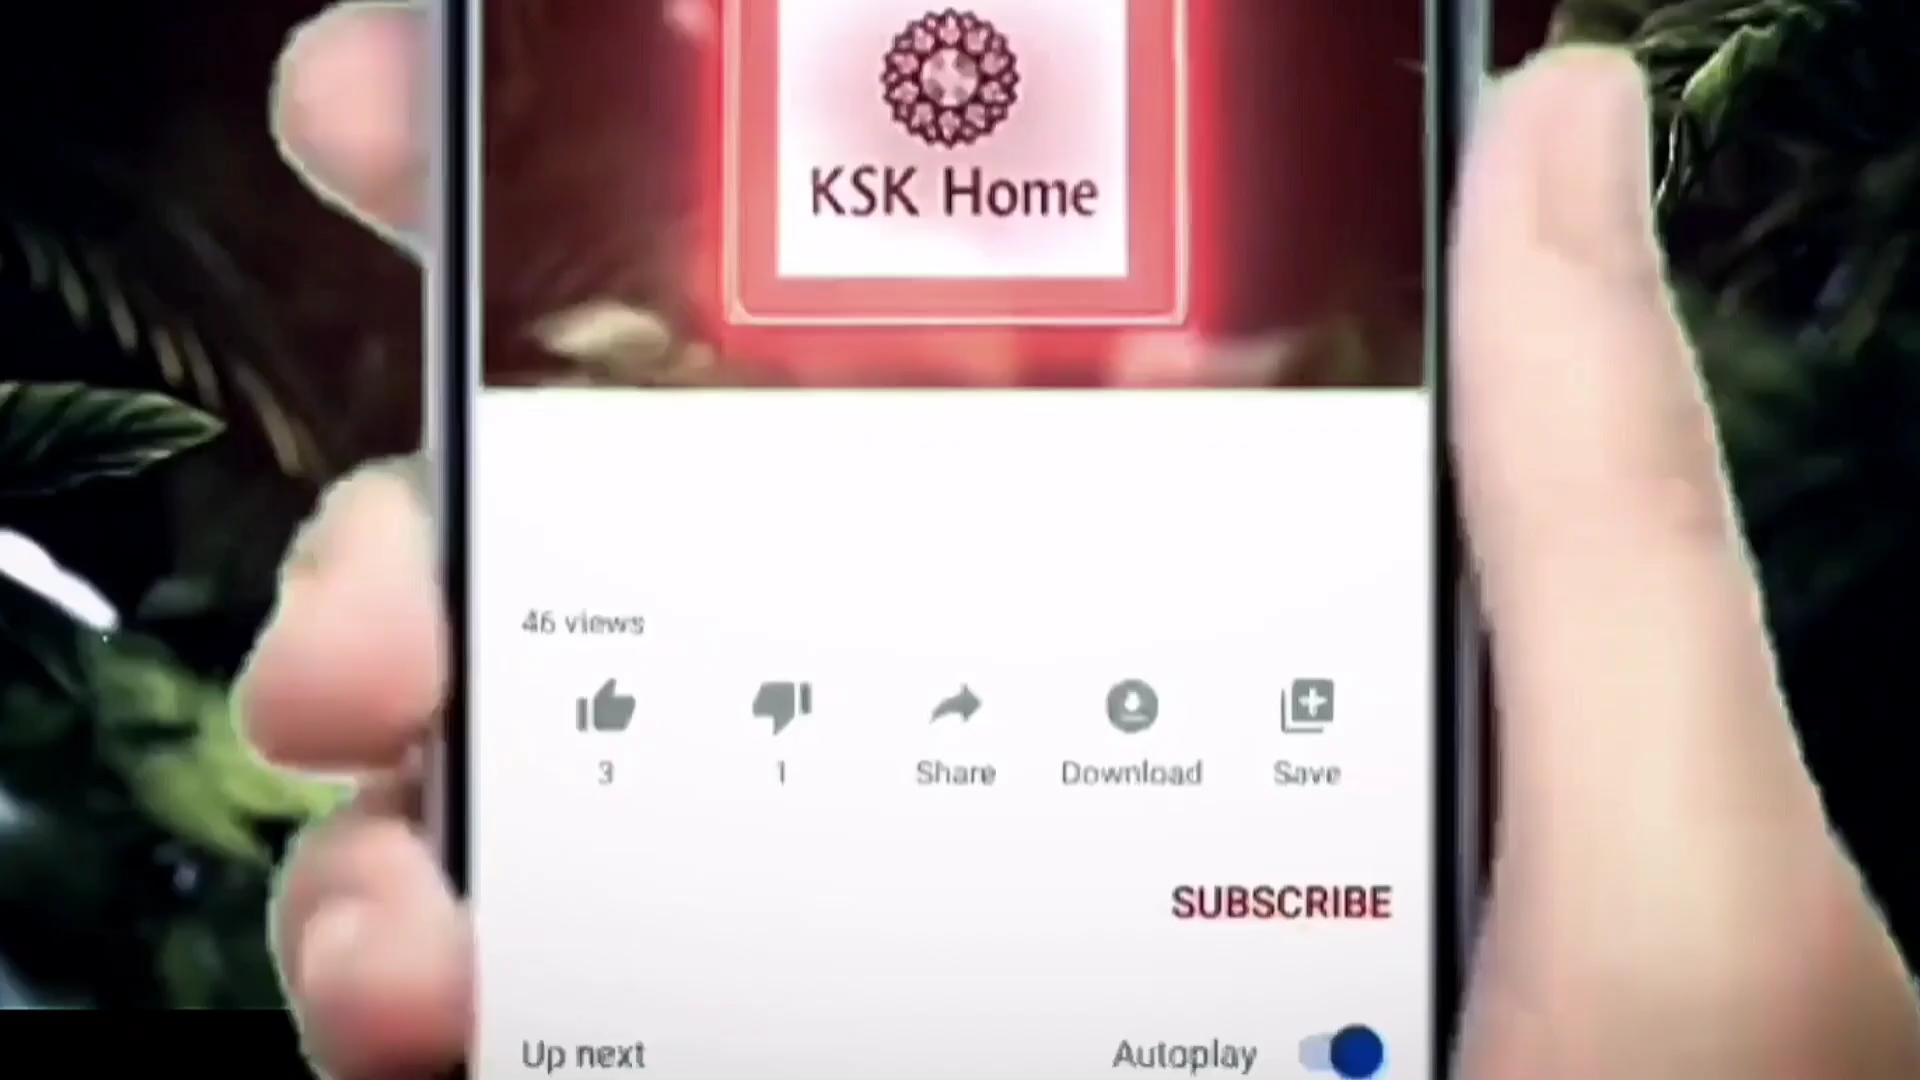 KSK Home
46 views
3
1
Share
Download
Save
SUBSCRIBE
Up next
Autoplay